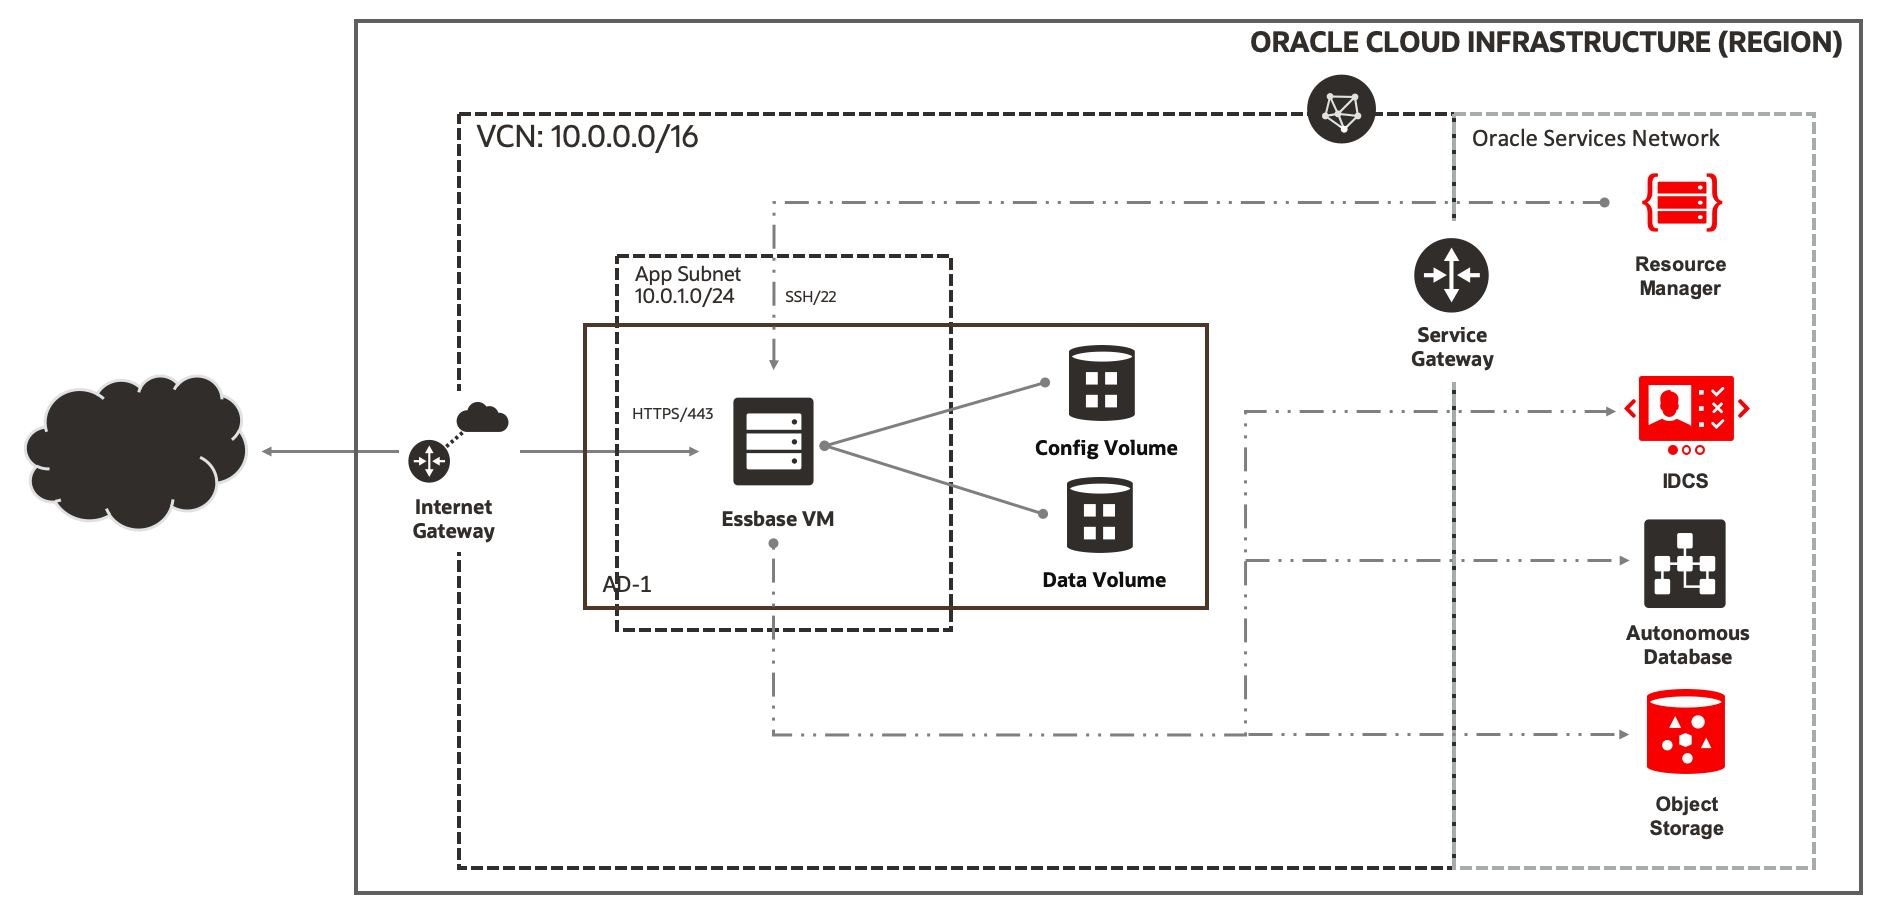 ORACLE CLOUD INFRASTRUCTURE (REGION)
VCN: 10.0.0.0/16
Oracle Services Network
Resource
Manager
App Subnet
10.0.1.0/24
SSH/22
Service
Gateway
HTTPS/443
Config Volume
Internet
Gateway
Essbase VM
IDCS
AD-1
Data Volume
Autonomous
Database
Object
Storage